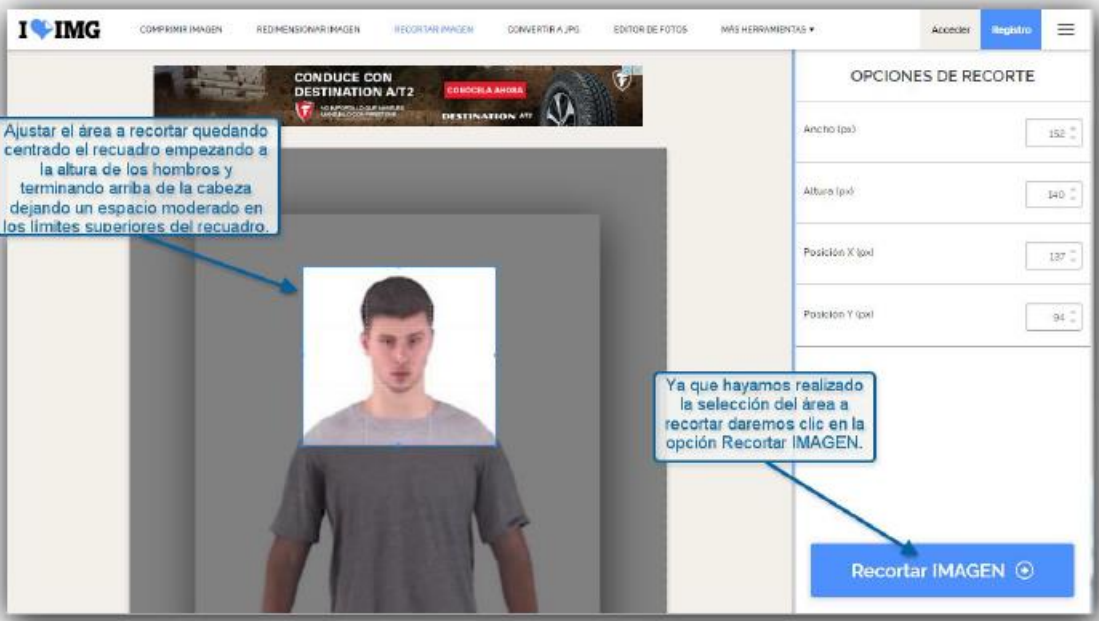 I IMG
COMPRIMIR IMAGEN
REDIMENSIONAR IMAGEN
RECORTAR IMAGEN
CONVERTIR A JPG
EDITOR DE FOTOS
MÁS HERRAMIENTAS
Acceder
Registro
CONDUCE CON
DESTINATION A/T2
CONÓCELA AHORA
DESTINATION A/T2
OPCIONES DE RECORTE
Ancho (px)
152
Altura (px)
140
Posición X (px)
137
Posición Y (px)
94
Ajustar el área a recortar quedando
centrado el recuadro empezando a
la altura de los hombros y
terminando arriba de la cabeza
dejando un espacio moderado en
los límites superiores del recuadro.
Ya que hayamos realizado
la selección del área a
recortar daremos clic en la
opción Recortar IMAGEN.
Recortar IMAGEN